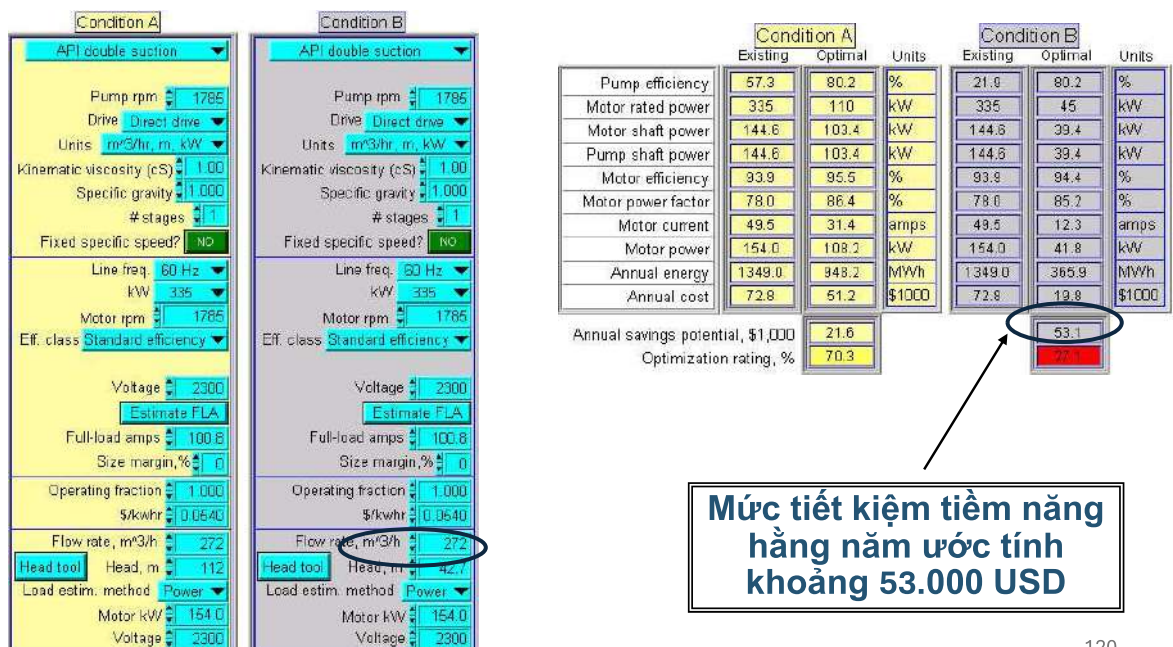 Condition A
API double suction
Pump rpm 1785
Drive Direct drive
Units m^3/hr, m, kW
Kinematic viscosity (cS) 1.00
Specific gravity 1.000
# stages 1
Fixed specific speed? NO
Line freq. 60 Hz
kW 335
Motor rpm 1785
Eff. class Standard efficiency
Voltage 2300
Estimate FLA
Full-load amps 100.8
Size margin,% 0
Operating fraction 1.000
$/kwhr 0.0540
Flow rate, m^3/h 272
Head tool Head, m 112
Load estim. method Power
Motor kW 154.0
Voltage 2300
Condition B
API double suction
Pump rpm 1785
Drive Direct drive
Units m^3/hr, m, kW
Kinematic viscosity (cS) 1.00
Specific gravity 1.000
# stages 1
Fixed specific speed? NO
Line freq. 60 Hz
kW 335
Motor rpm 1785
Eff. class Standard efficiency
Voltage 2300
Estimate FLA
Full-load amps 100.8
Size margin,% 0
Operating fraction 1.000
$/kwhr 0.0540
Flow rate, m^3/h 272
Head tool Head, m 42.7
Load estim. method Power
Motor kW 154.0
Voltage 2300
Condition A Condition B
Existing Optimal Units Existing Optimal Units
Pump efficiency 57.3 80.2 % 21.9 80.2 %
Motor rated power 335 110 kW 335 45 kW
Motor shaft power 144.6 103.4 kW 144.6 39.4 kW
Pump shaft power 144.6 103.4 kW 144.6 39.4 kW
Motor efficiency 93.9 95.5 % 93.9 94.4 %
Motor power factor 78.0 86.4 % 78.0 85.2 %
Motor current 49.5 31.4 amps 49.5 12.3 amps
Motor power 154.0 108.2 kW 154.0 41.8 kW
Annual energy 1349.0 948.2 MWh 1349.0 365.9 MWh
Annual cost 72.8 51.2 $1000 72.8 19.8 $1000
Annual savings potential, $1,000 21.6 53.1
Optimization rating, % 70.3 27.1
Mức tiết kiệm tiềm năng
hằng năm ước tính
khoảng 53.000 USD